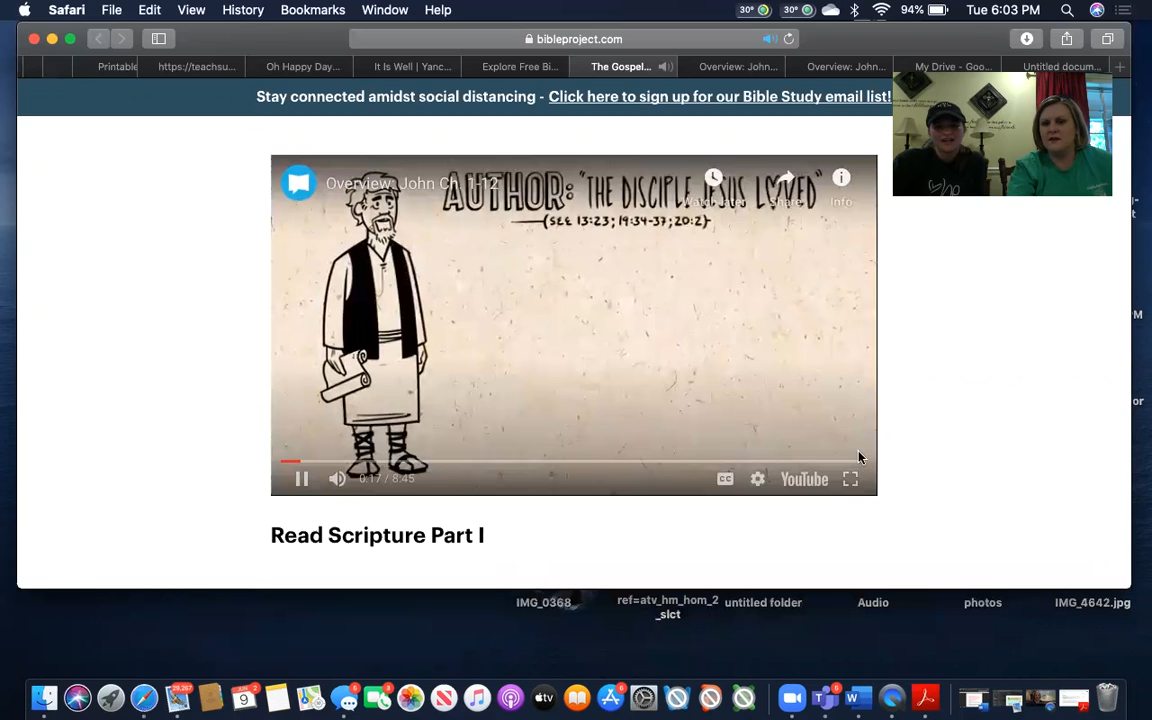 Safari File Edit View History Bookmarks Window Help 30° 30° 94% Tue 6:03 PM
bibleproject.com
Printable https://teachsu... Oh Happy Day... It Is Well | Yanc... Explore Free Bi... The Gospel... Overview: John... Overview: John... My Drive - Goo... Untitled docum...
Stay connected amidst social distancing - Click here to sign up for our Bible Study email list!
Overview: John Ch. 1-12
AUTHOR: "THE DISCIPLE JESUS LOVED"
Watch later Share Info
(SEE 13:23; 19:34-37; 20:2)
0:17 / 8:45 CC YouTube
Read Scripture Part I
IMG_0368 ref=atv_hm_hom_2 untitled folder Audio photos IMG_4642.jpg
_slct